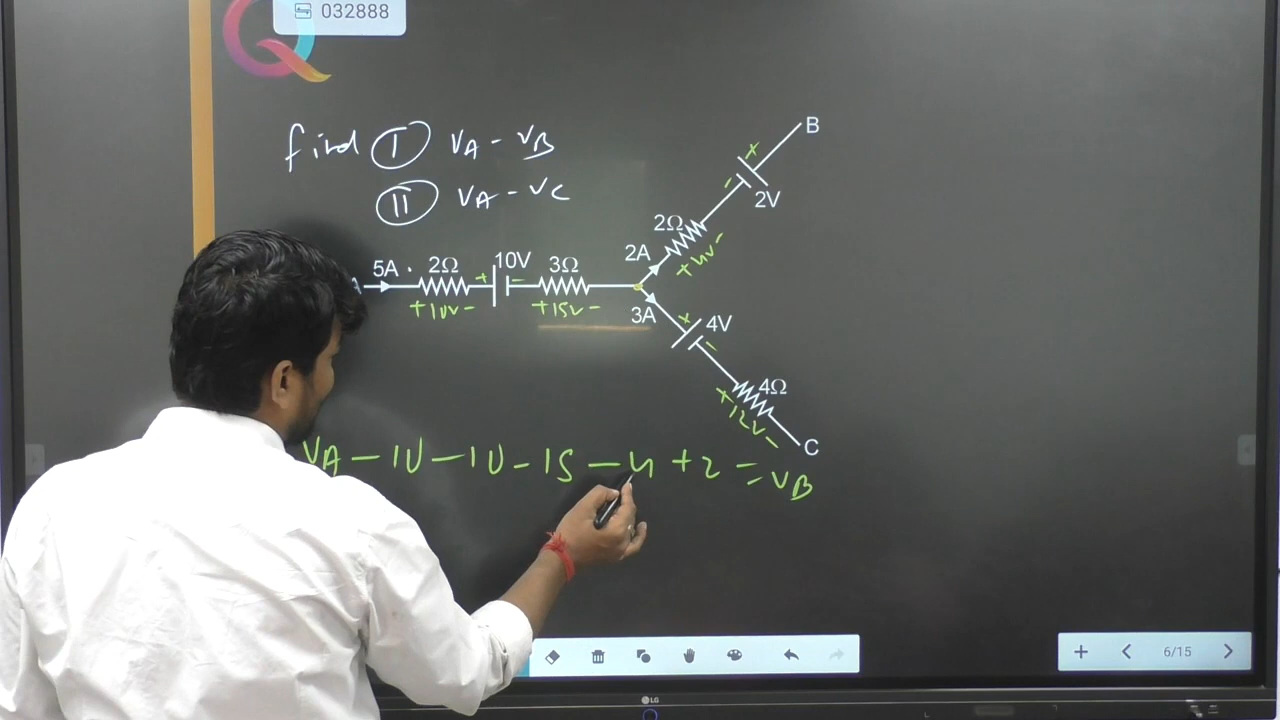 032888
find I VA - VB
II VA - VC
B
2V
+ -
2Ω
2A
+4V-
5A. 2Ω 10V 3Ω
+ -
+10V- +15V-
3A
4V
+ -
4Ω
+12V-
C
VA - 10 - 10 - 15 - 4 + 2 = VB
6/15
LG